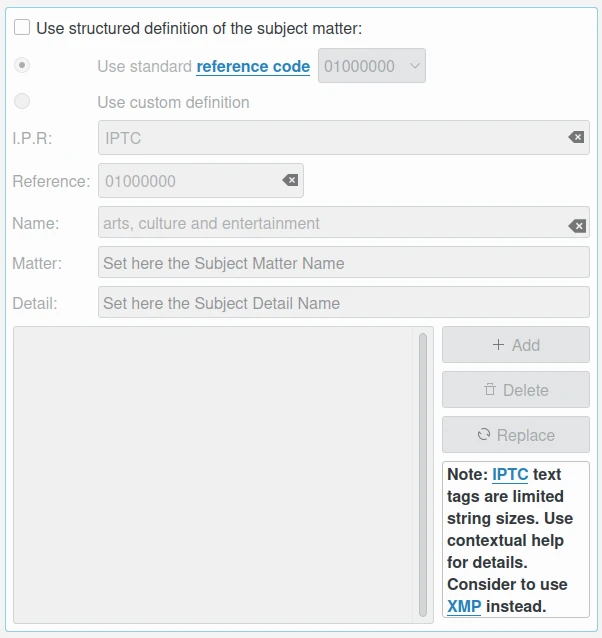 Use structured definition of the subject matter:
Use standard reference code 01000000
Use custom definition
I.P.R: IPTC
Reference: 01000000
Name: arts, culture and entertainment
Matter: Set here the Subject Matter Name
Detail: Set here the Subject Detail Name
Add
Delete
Replace
Note: IPTC text
tags are limited
string sizes. Use
contextual help
for details.
Consider to use
XMP instead.